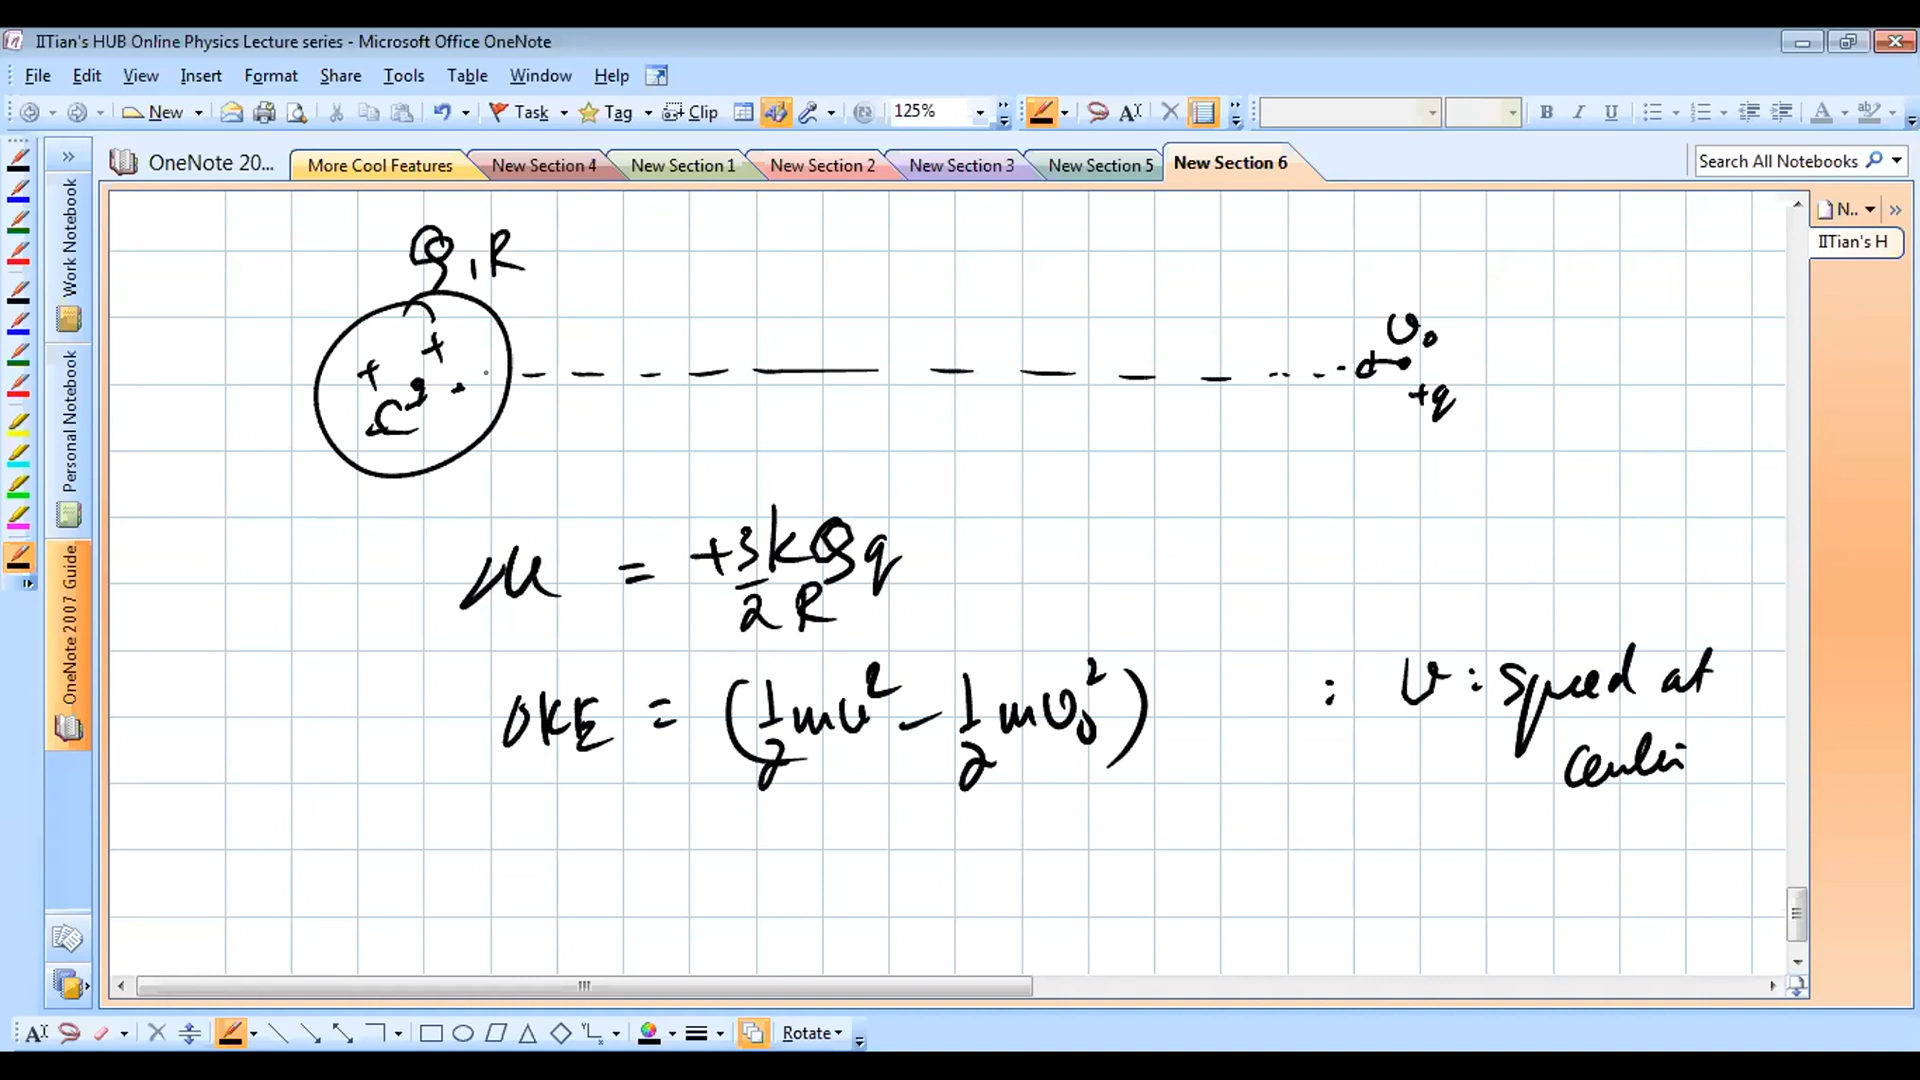 IITian's HUB Online Physics Lecture series - Microsoft Office OneNote
File Edit View Insert Format Share Tools Table Window Help
New Task Tag Clip 125% B I U A ab
OneNote 20... More Cool Features New Section 4 New Section 1 New Section 2 New Section 3 New Section 5 New Section 6 Search All Notebooks
N..
IITian's H
Work Notebook
Personal Notebook
OneNote 2007 Guide
Q, R
+ +
C
v₀
+q
= +3kQq / 2R
ΔKE = (½mv² - ½mv₀²) : v : speed at
center
Rotate